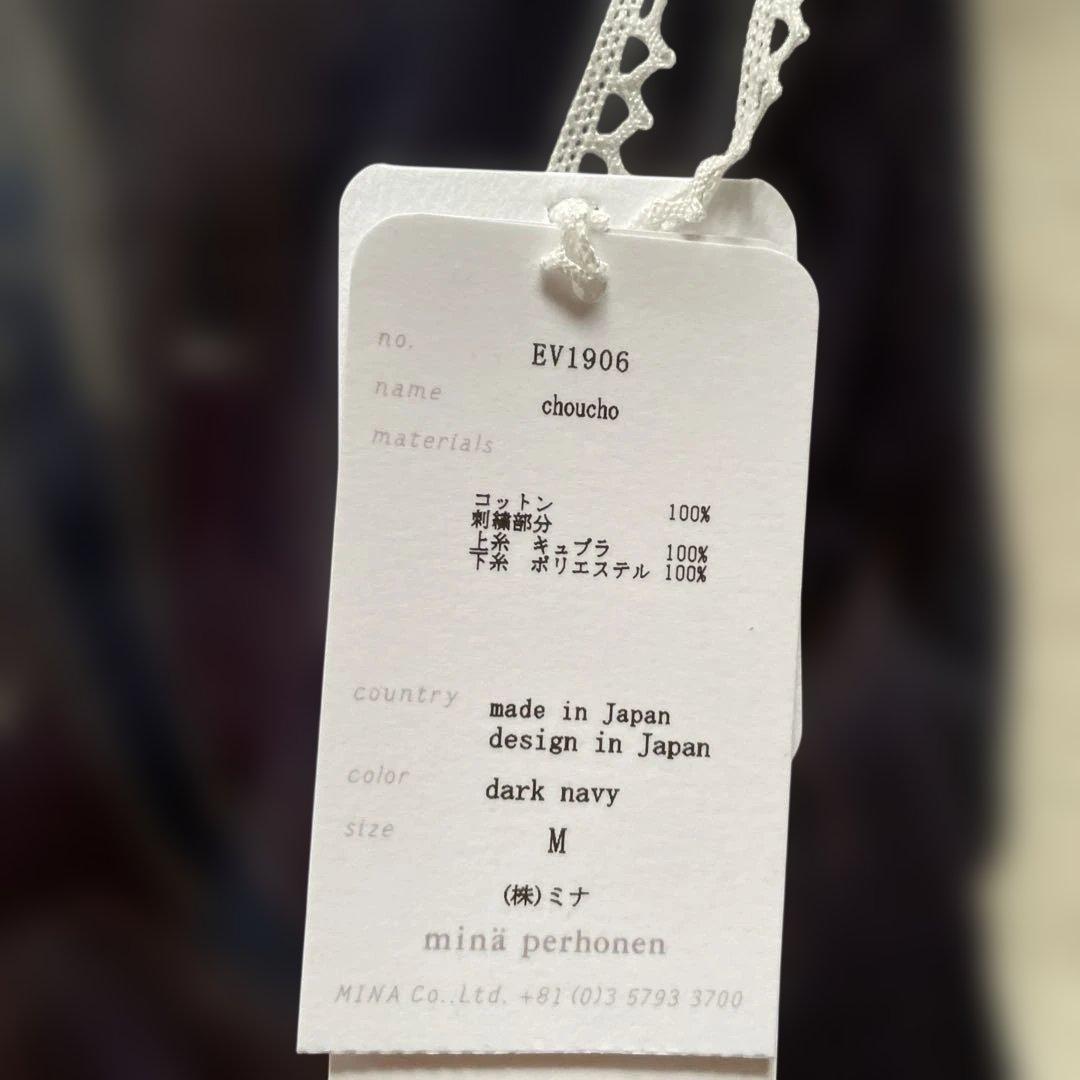 no. EV1906
name choucho
materials
コットン 100%
刺繍部分
上糸 キュプラ 100%
下糸 ポリエステル 100%
country made in Japan
design in Japan
color dark navy
size M
(株)ミナ
minä perhonen
MINA Co.,Ltd. +81 (0)3 5793 3700